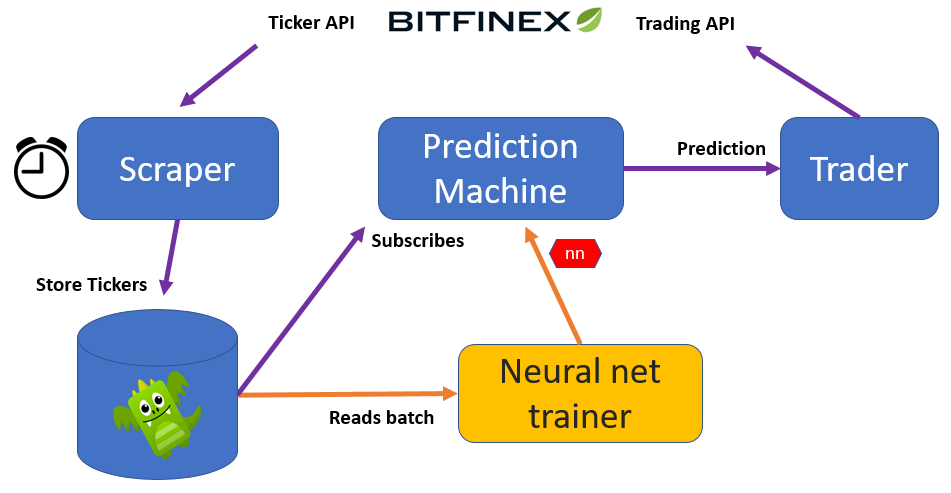 Ticker API
BITFINEX
Trading API
Scraper
Prediction
Machine
Prediction
Trader
Subscribes
nn
Store Tickers
Neural net
trainer
Reads batch